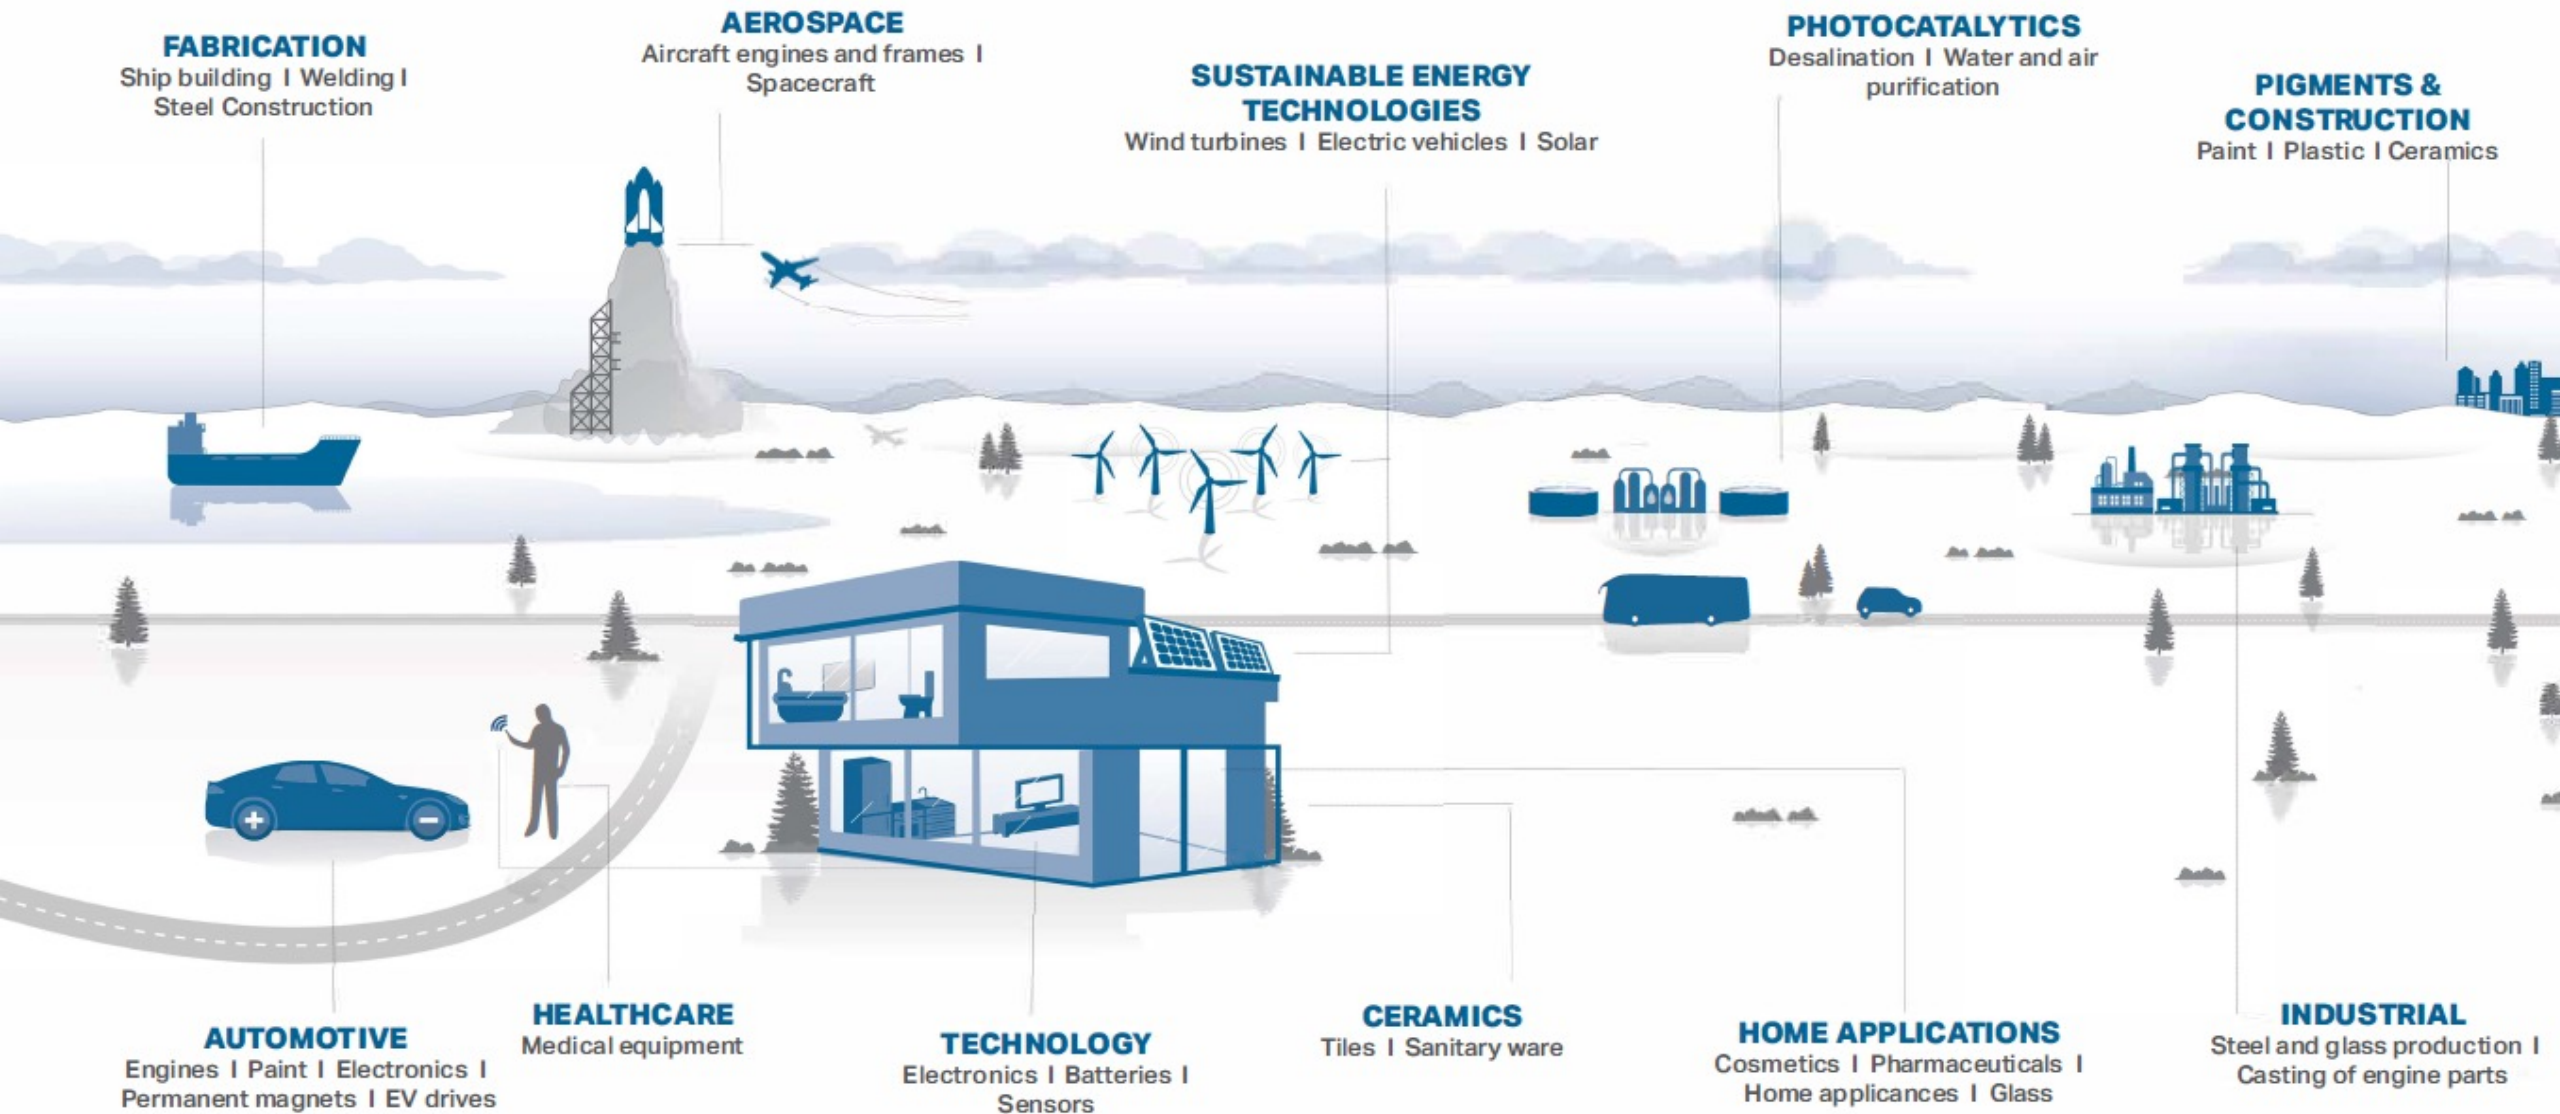 FABRICATION
Ship building I Welding I
Steel Construction
AEROSPACE
Aircraft engines and frames I
Spacecraft
SUSTAINABLE ENERGY
TECHNOLOGIES
Wind turbines I Electric vehicles I Solar
PHOTOCATALYTICS
Desalination I Water and air
purification
PIGMENTS &
CONSTRUCTION
Paint I Plastic I Ceramics
AUTOMOTIVE
Engines I Paint I Electronics I
Permanent magnets I EV drives
HEALTHCARE
Medical equipment
TECHNOLOGY
Electronics I Batteries I
Sensors
CERAMICS
Tiles I Sanitary ware
HOME APPLICATIONS
Cosmetics I Pharmaceuticals I
Home applicances I Glass
INDUSTRIAL
Steel and glass production I
Casting of engine parts